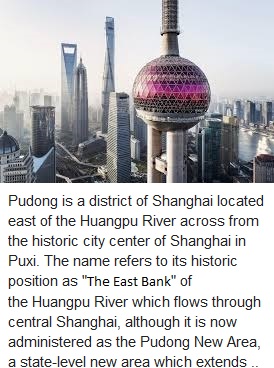 Pudong is a district of Shanghai located
east of the Huangpu River across from
the historic city center of Shanghai in
Puxi. The name refers to its historic
position as "The East Bank" of
the Huangpu River which flows through
central Shanghai, although it is now
administered as the Pudong New Area,
a state-level new area which extends ..